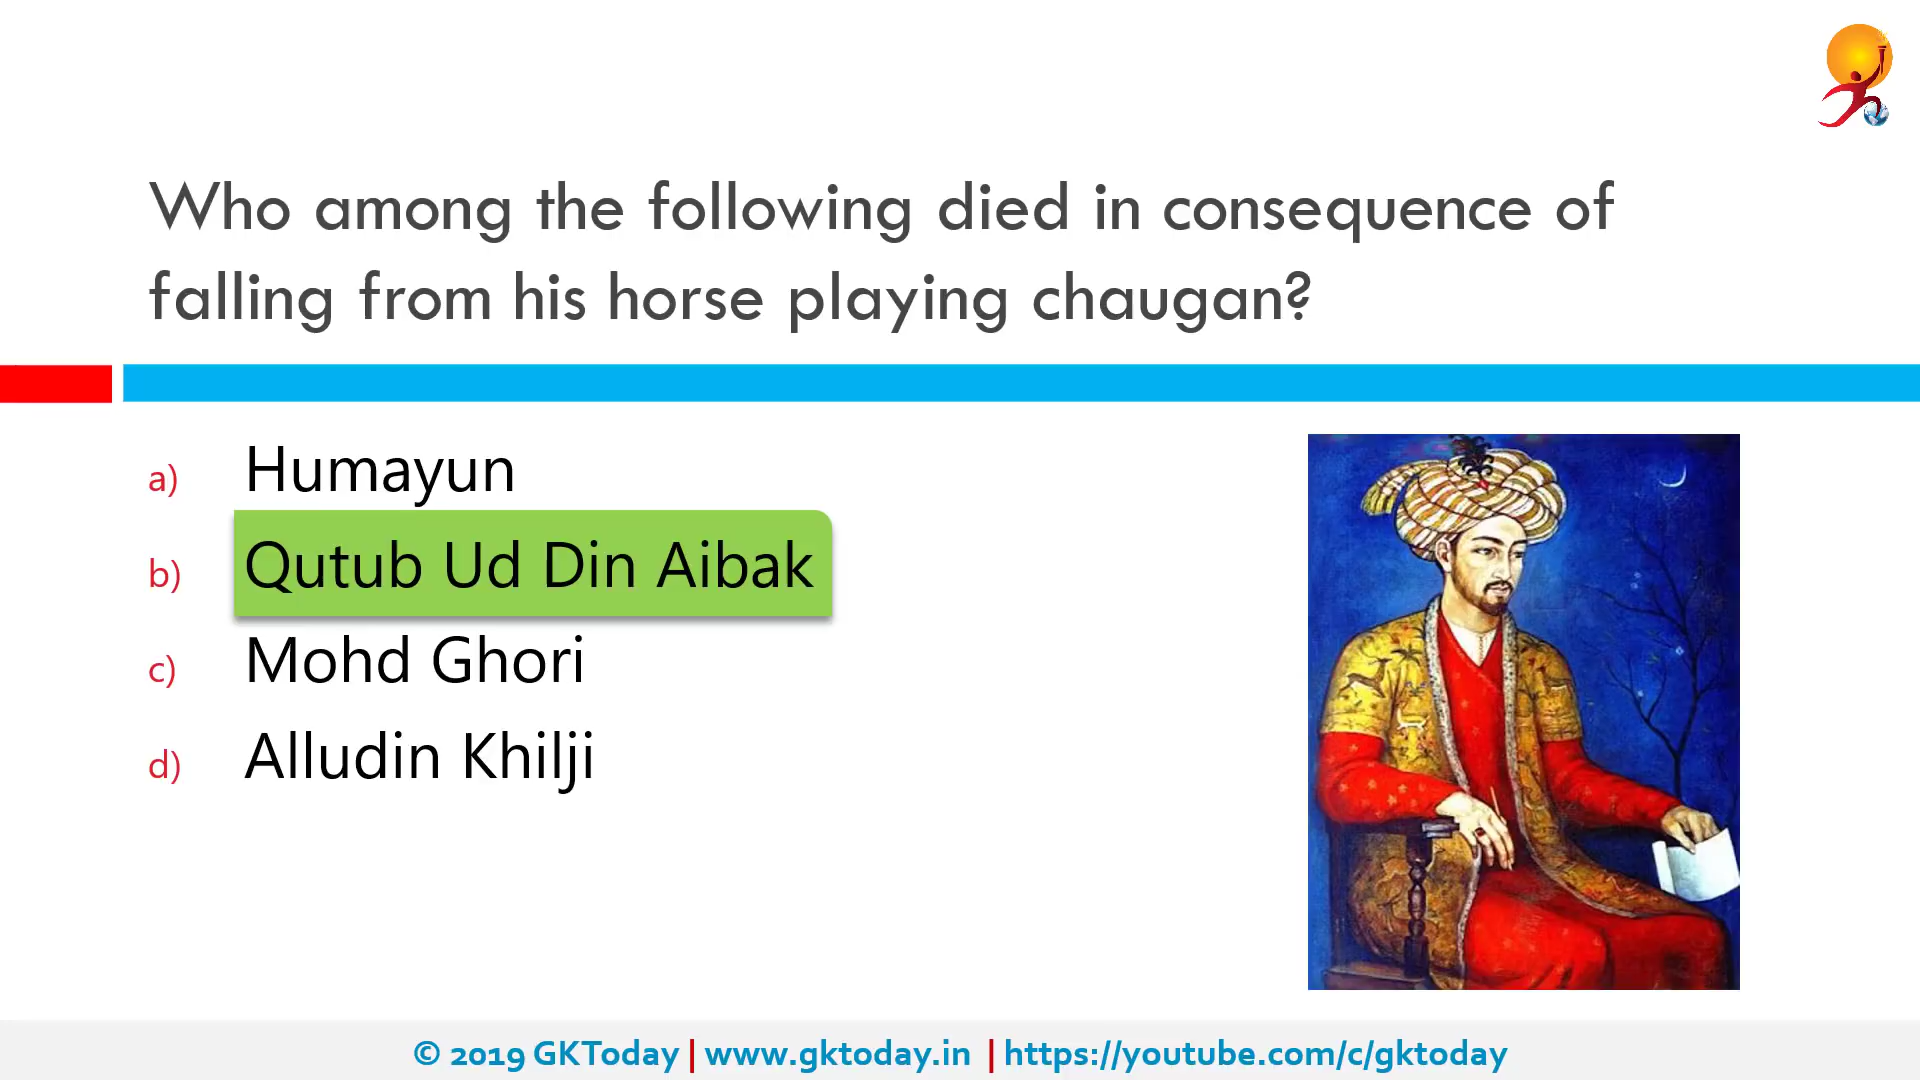 Who among the following died in consequence of
falling from his horse playing chaugan?
a) Humayun
b) Qutub Ud Din Aibak
c) Mohd Ghori
d) Alludin Khilji
© 2019 GKToday | www.gktoday.in | https://youtube.com/c/gktoday